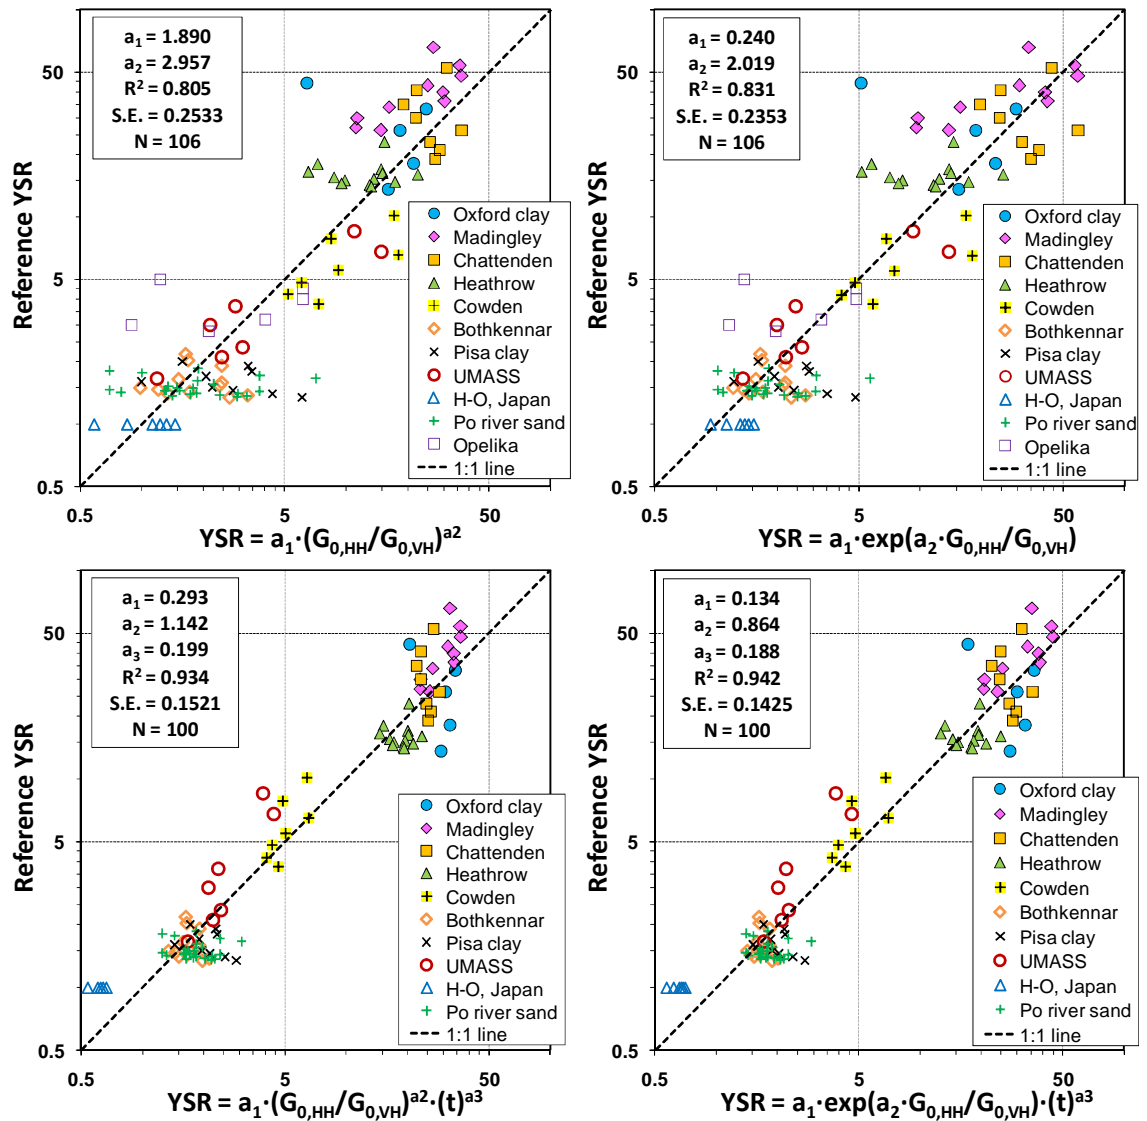 a1 = 1.890
a2 = 2.957
R2 = 0.805
S.E. = 0.2533
N = 106
Reference YSR
50
5
0.5
0.5 5 50
Oxford clay
Madingley
Chattenden
Heathrow
Cowden
Bothkennar
Pisa clay
UMASS
H-O, Japan
Po river sand
Opelika
1:1 line
YSR = a1·(G0,HH/G0,VH)a2
a1 = 0.240
a2 = 2.019
R2 = 0.831
S.E. = 0.2353
N = 106
Reference YSR
50
5
0.5
0.5 5 50
Oxford clay
Madingley
Chattenden
Heathrow
Cowden
Bothkennar
Pisa clay
UMASS
H-O, Japan
Po river sand
Opelika
1:1 line
YSR = a1·exp(a2·G0,HH/G0,VH)
a1 = 0.293
a2 = 1.142
a3 = 0.199
R2 = 0.934
S.E. = 0.1521
N = 100
Reference YSR
50
5
0.5
0.5 5 50
Oxford clay
Madingley
Chattenden
Heathrow
Cowden
Bothkennar
Pisa clay
UMASS
H-O, Japan
Po river sand
1:1 line
YSR = a1·(G0,HH/G0,VH)a2·(t)a3
a1 = 0.134
a2 = 0.864
a3 = 0.188
R2 = 0.942
S.E. = 0.1425
N = 100
Reference YSR
50
5
0.5
0.5 5 50
Oxford clay
Madingley
Chattenden
Heathrow
Cowden
Bothkennar
Pisa clay
UMASS
H-O, Japan
Po river sand
1:1 line
YSR = a1·exp(a2·G0,HH/G0,VH)·(t)a3